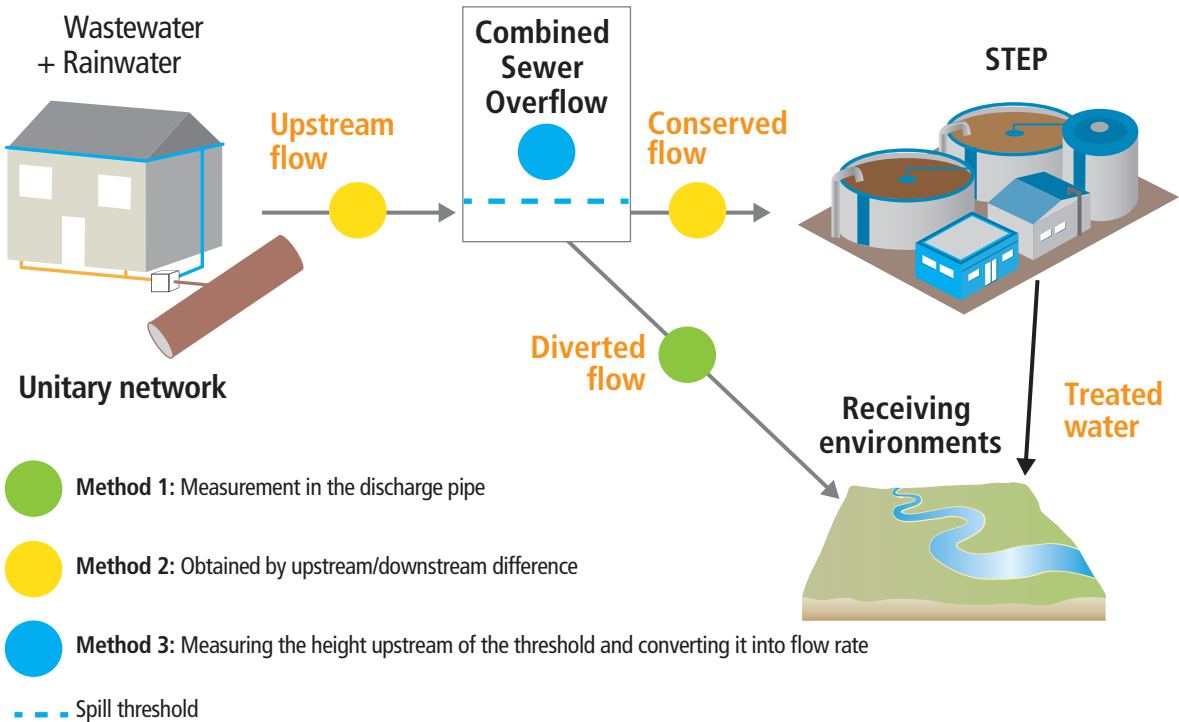 Wastewater
+ Rainwater
Combined
Sewer
Overflow
STEP
Upstream
flow
Conserved
flow
Unitary network
Diverted
flow
Receiving
environments
Treated
water
Method 1: Measurement in the discharge pipe
Method 2: Obtained by upstream/downstream difference
Method 3: Measuring the height upstream of the threshold and converting it into flow rate
Spill threshold